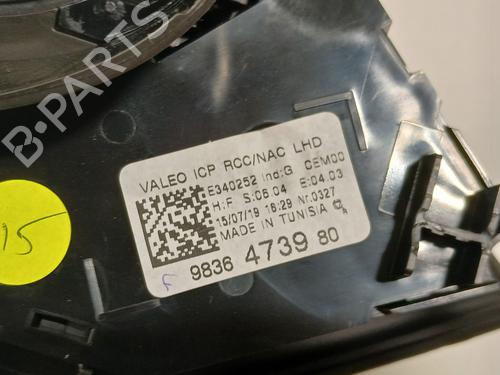 B-PARTS
VALEO ICP RCC/NAC LHD
E340252 Ind:G CEM00
H:F S:06.04 E:04.03
15/07/19 16:29 Nr.0327
MADE IN TUNISIA
F 9836 4739 80
15